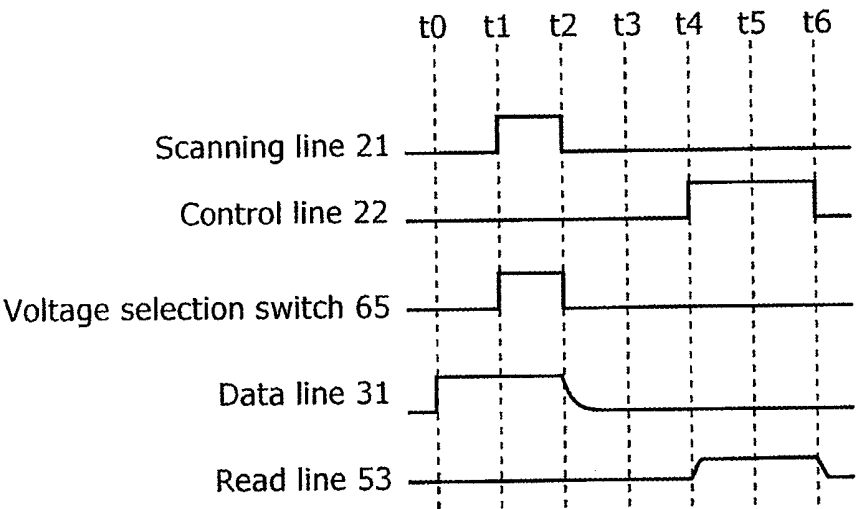 t0 t1 t2 t3 t4 t5 t6
Scanning line 21
Control line 22
Voltage selection switch 65
Data line 31
Read line 53